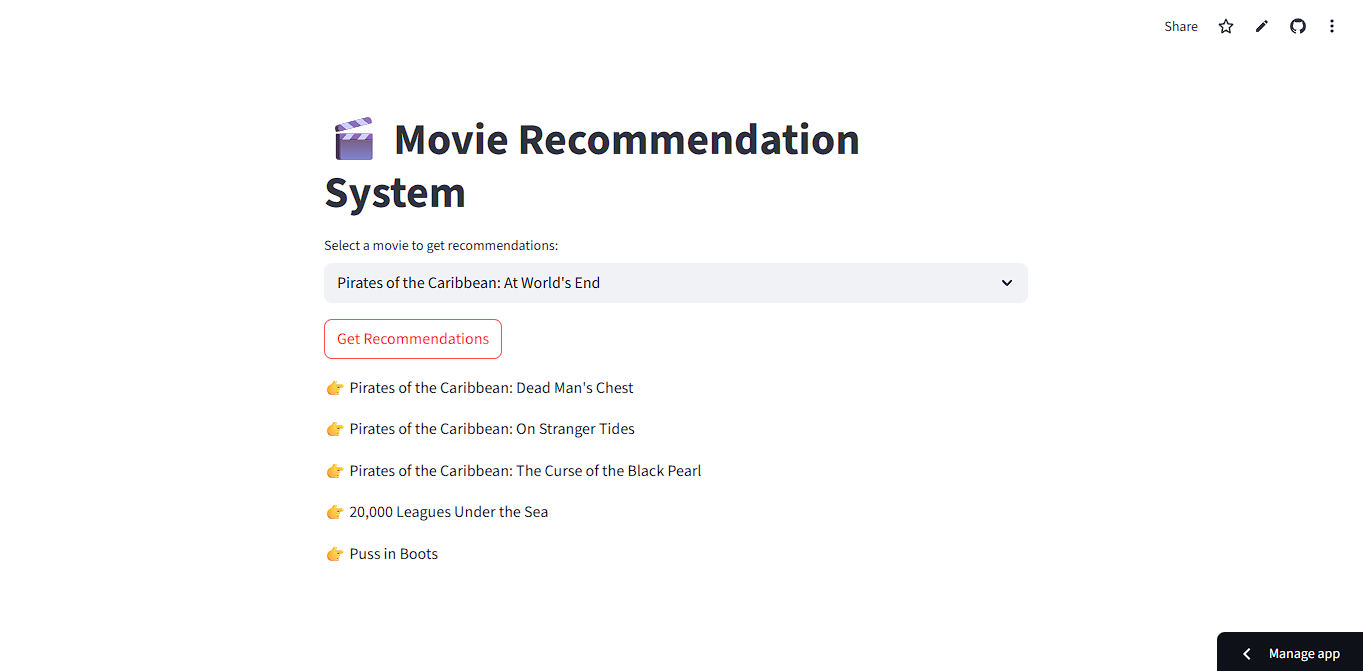 Share
🎬 Movie Recommendation
System
Select a movie to get recommendations:
Pirates of the Caribbean: At World's End
Get Recommendations
👉 Pirates of the Caribbean: Dead Man's Chest
👉 Pirates of the Caribbean: On Stranger Tides
👉 Pirates of the Caribbean: The Curse of the Black Pearl
👉 20,000 Leagues Under the Sea
👉 Puss in Boots
Manage app